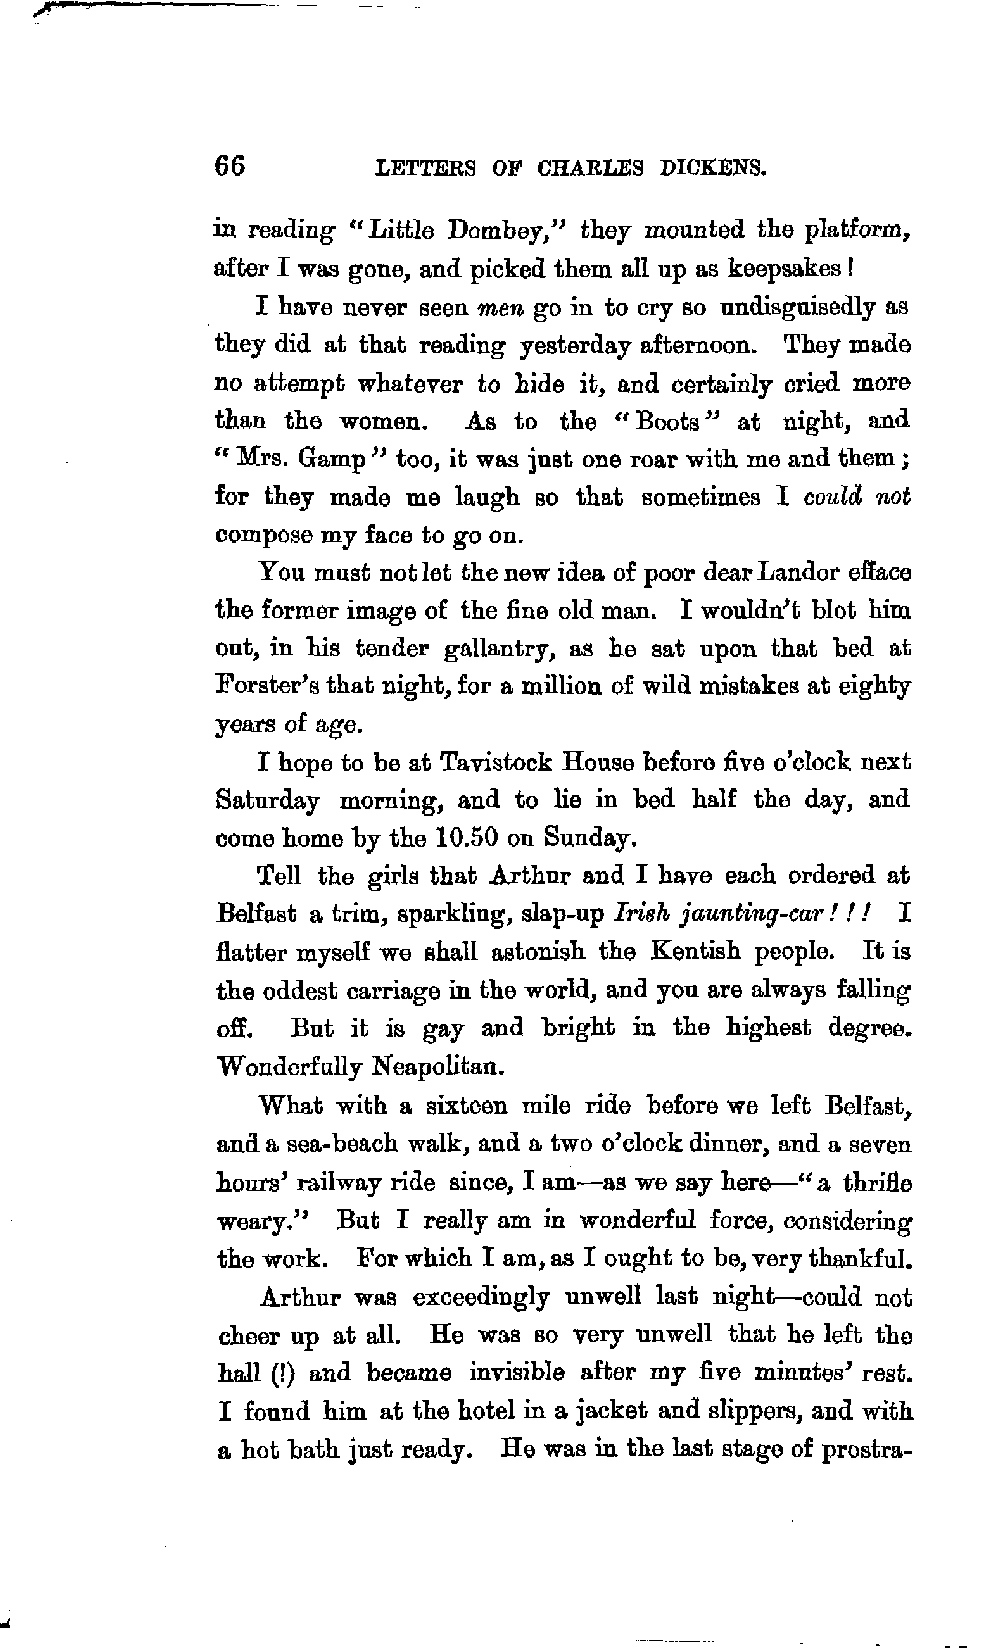 66 LETTERS OF CHARLES DICKENS.
in reading "Little Dombey," they mounted the platform,
after I was gone, and picked them all up as keepsakes!
I have never seen men go in to cry so undisguisedly as
they did at that reading yesterday afternoon. They made
no attempt whatever to hide it, and certainly cried more
than the women. As to the "Boots" at night, and
"Mrs. Gamp" too, it was just one roar with me and them;
for they made me laugh so that sometimes I could not
compose my face to go on.
You must not let the new idea of poor dear Landor efface
the former image of the fine old man. I wouldn't blot him
out, in his tender gallantry, as he sat upon that bed at
Forster's that night, for a million of wild mistakes at eighty
years of age.
I hope to be at Tavistock House before five o'clock next
Saturday morning, and to lie in bed half the day, and
come home by the 10.50 on Sunday.
Tell the girls that Arthur and I have each ordered at
Belfast a trim, sparkling, slap-up Irish jaunting-car!!! I
flatter myself we shall astonish the Kentish people. It is
the oddest carriage in the world, and you are always falling
off. But it is gay and bright in the highest degree.
Wonderfully Neapolitan.
What with a sixteen mile ride before we left Belfast,
and a sea-beach walk, and a two o'clock dinner, and a seven
hours' railway ride since, I am—as we say here—"a thrifle
weary." But I really am in wonderful force, considering
the work. For which I am, as I ought to be, very thankful.
Arthur was exceedingly unwell last night—could not
cheer up at all. He was so very unwell that he left the
hall (!) and became invisible after my five minutes' rest.
I found him at the hotel in a jacket and slippers, and with
a hot bath just ready. He was in the last stage of prostra-